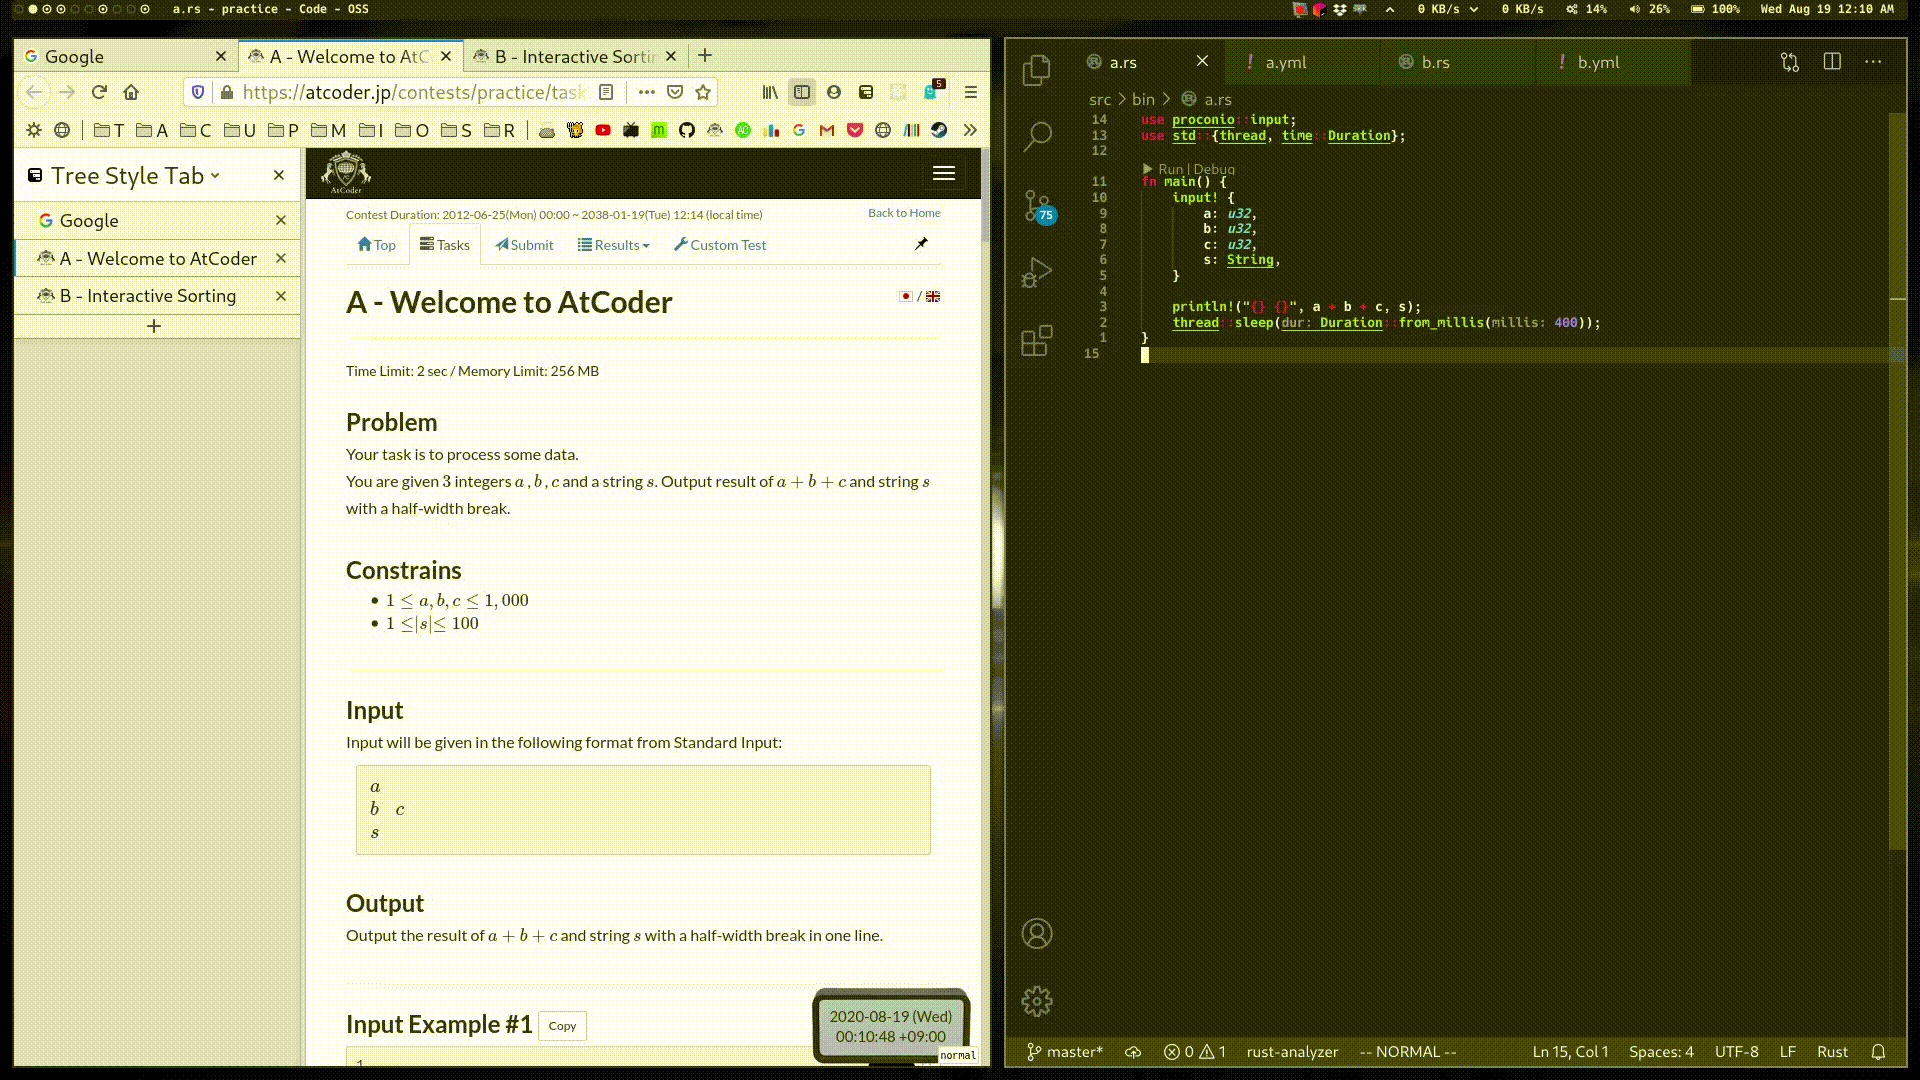 a.rs - practice - Code - OSS
0 KB/s 0 KB/s 14% 26% 100% Wed Aug 19 12:10 AM
Google
A - Welcome to AtC
B - Interactive Sortin
https://atcoder.jp/contests/practice/task
5
T A C U P M I O S R
Tree Style Tab
Google
A - Welcome to AtCoder
B - Interactive Sorting
AtCoder
Contest Duration: 2012-06-25(Mon) 00:00 ~ 2038-01-19(Tue) 12:14 (local time)
Back to Home
Top Tasks Submit Results Custom Test
A - Welcome to AtCoder
/
Time Limit: 2 sec / Memory Limit: 256 MB
Problem
Your task is to process some data.
You are given 3 integers a , b , c and a string s. Output result of a + b + c and string s
with a half-width break.
Constrains
• 1 ≤ a, b, c ≤ 1, 000
• 1 ≤|s|≤ 100
Input
Input will be given in the following format from Standard Input:
a
b c
s
Output
Output the result of a + b + c and string s with a half-width break in one line.
Input Example #1
Copy
1
2020-08-19 (Wed)
00:10:48 +09:00
normal
a.rs
! a.yml
b.rs
! b.yml
src > bin > a.rs
14 use proconio::input;
13 use std::{thread, time::Duration};
12
Run | Debug
11 fn main() {
10 input! {
9 a: u32,
8 b: u32,
7 c: u32,
6 s: String,
5 }
4
3 println!("{} {}", a + b + c, s);
2 thread::sleep(dur: Duration::from_millis(millis: 400));
1 }
15
75
master* 0 1 rust-analyzer -- NORMAL -- Ln 15, Col 1 Spaces: 4 UTF-8 LF Rust